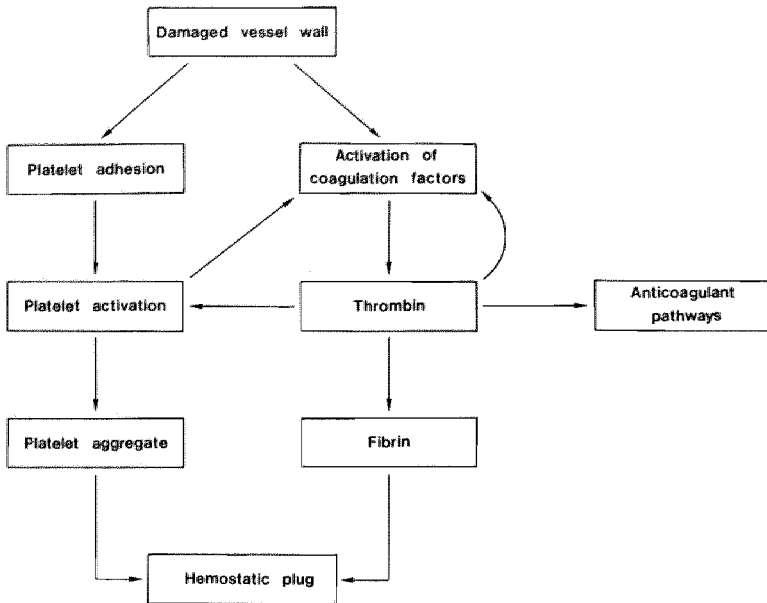 Damaged vessel wall
Platelet adhesion
Activation of
coagulation factors
Platelet activation
Thrombin
Anticoagulant
pathways
Platelet aggregate
Fibrin
Hemostatic plug